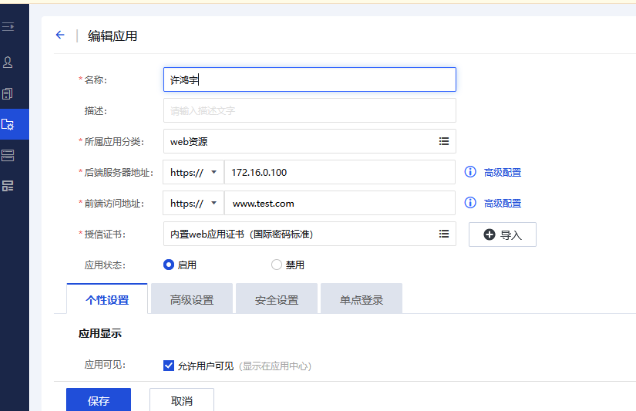 编辑应用
*名称: 许鸿宇
描述: 请输入描述文字
*所属应用分类: web资源
*后端服务器地址: https:// 172.16.0.100 高级配置
*前端访问地址: https:// www.test.com 高级配置
*授信证书: 内置web应用证书（国际密码标准） 导入
应用状态: 启用 禁用
个性设置 高级设置 安全设置 单点登录
应用显示
应用可见: 允许用户可见（显示在应用中心）
保存 取消